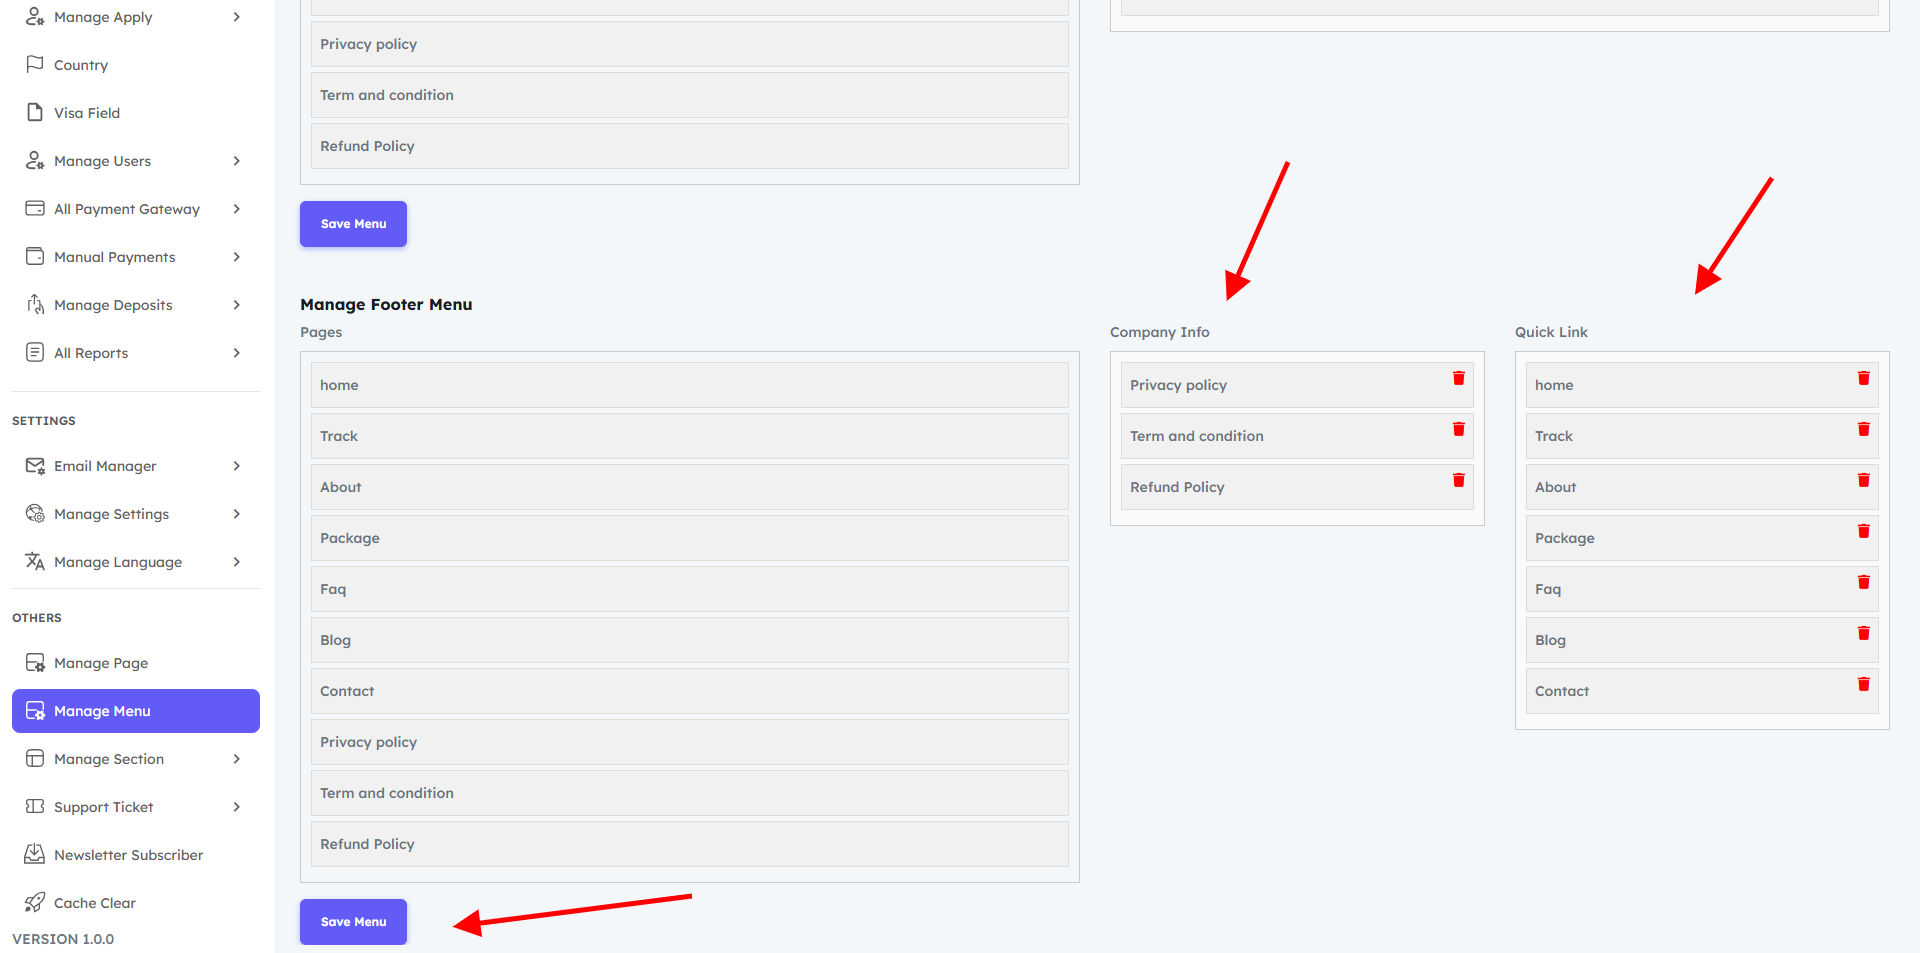 Manage Apply
Country
Visa Field
Manage Users
All Payment Gateway
Manual Payments
Manage Deposits
All Reports
SETTINGS
Email Manager
Manage Settings
Manage Language
OTHERS
Manage Page
Manage Menu
Manage Section
Support Ticket
Newsletter Subscriber
Cache Clear
VERSION 1.0.0
Privacy policy
Term and condition
Refund Policy
Save Menu
Manage Footer Menu
Pages
home
Track
About
Package
Faq
Blog
Contact
Privacy policy
Term and condition
Refund Policy
Save Menu
Company Info
Privacy policy
Term and condition
Refund Policy
Quick Link
home
Track
About
Package
Faq
Blog
Contact